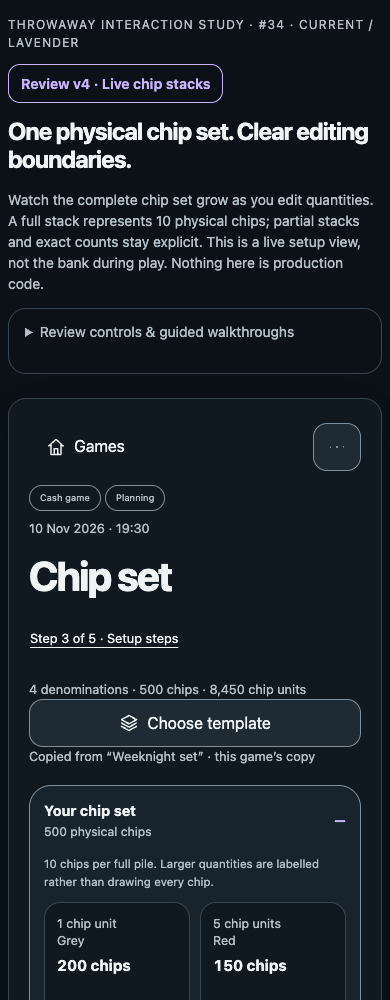 THROWAWAY INTERACTION STUDY · #34 · CURRENT /
LAVENDER
Review v4 · Live chip stacks
One physical chip set. Clear editing
boundaries.
Watch the complete chip set grow as you edit quantities.
A full stack represents 10 physical chips; partial stacks
and exact counts stay explicit. This is a live setup view,
not the bank during play. Nothing here is production
code.
Review controls & guided walkthroughs
Games
Cash game
Planning
10 Nov 2026 · 19:30
Chip set
Step 3 of 5 · Setup steps
4 denominations · 500 chips · 8,450 chip units
Choose template
Copied from “Weeknight set” · this game’s copy
Your chip set
500 physical chips
10 chips per full pile. Larger quantities are labelled
rather than drawing every chip.
1 chip unit
Grey
200 chips
5 chip units
Red
150 chips